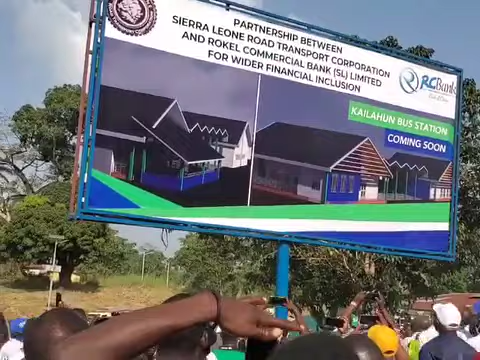 PARTNERSHIP BETWEEN
SIERRA LEONE ROAD TRANSPORT CORPORATION
AND ROKEL COMMERCIAL BANK (SL) LIMITED
FOR WIDER FINANCIAL INCLUSION
RCBank
KAILAHUN BUS STATION
COMING SOON